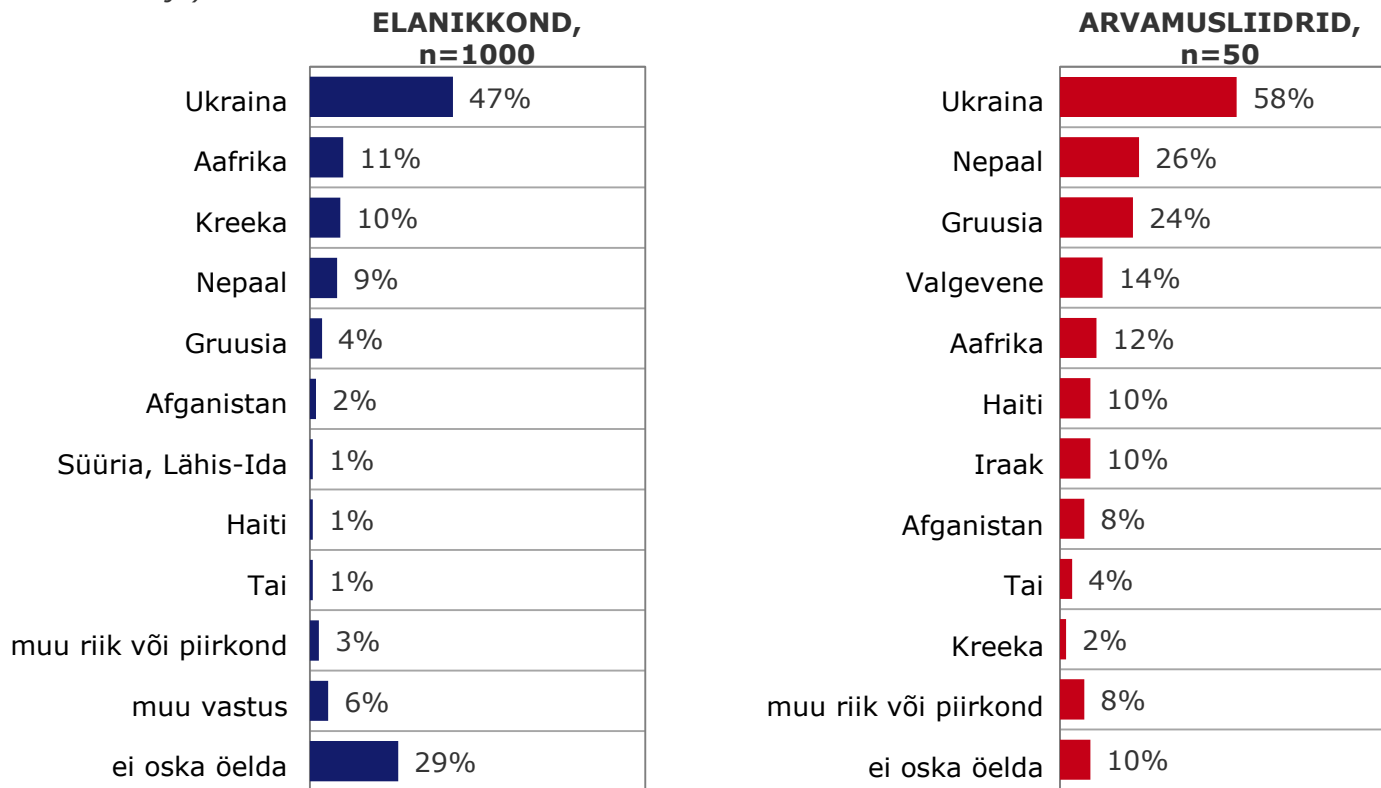 ELANIKKOND,
n=1000
Ukraina 47%
Aafrika 11%
Kreeka 10%
Nepaal 9%
Gruusia 4%
Afganistan 2%
Süüria, Lähis-Ida 1%
Haiti 1%
Tai 1%
muu riik või piirkond 3%
muu vastus 6%
ei oska öelda 29%
ARVAMUSLIIDRID,
n=50
Ukraina 58%
Nepaal 26%
Gruusia 24%
Valgevene 14%
Aafrika 12%
Haiti 10%
Iraak 10%
Afganistan 8%
Tai 4%
Kreeka 2%
muu riik või piirkond 8%
ei oska öelda 10%